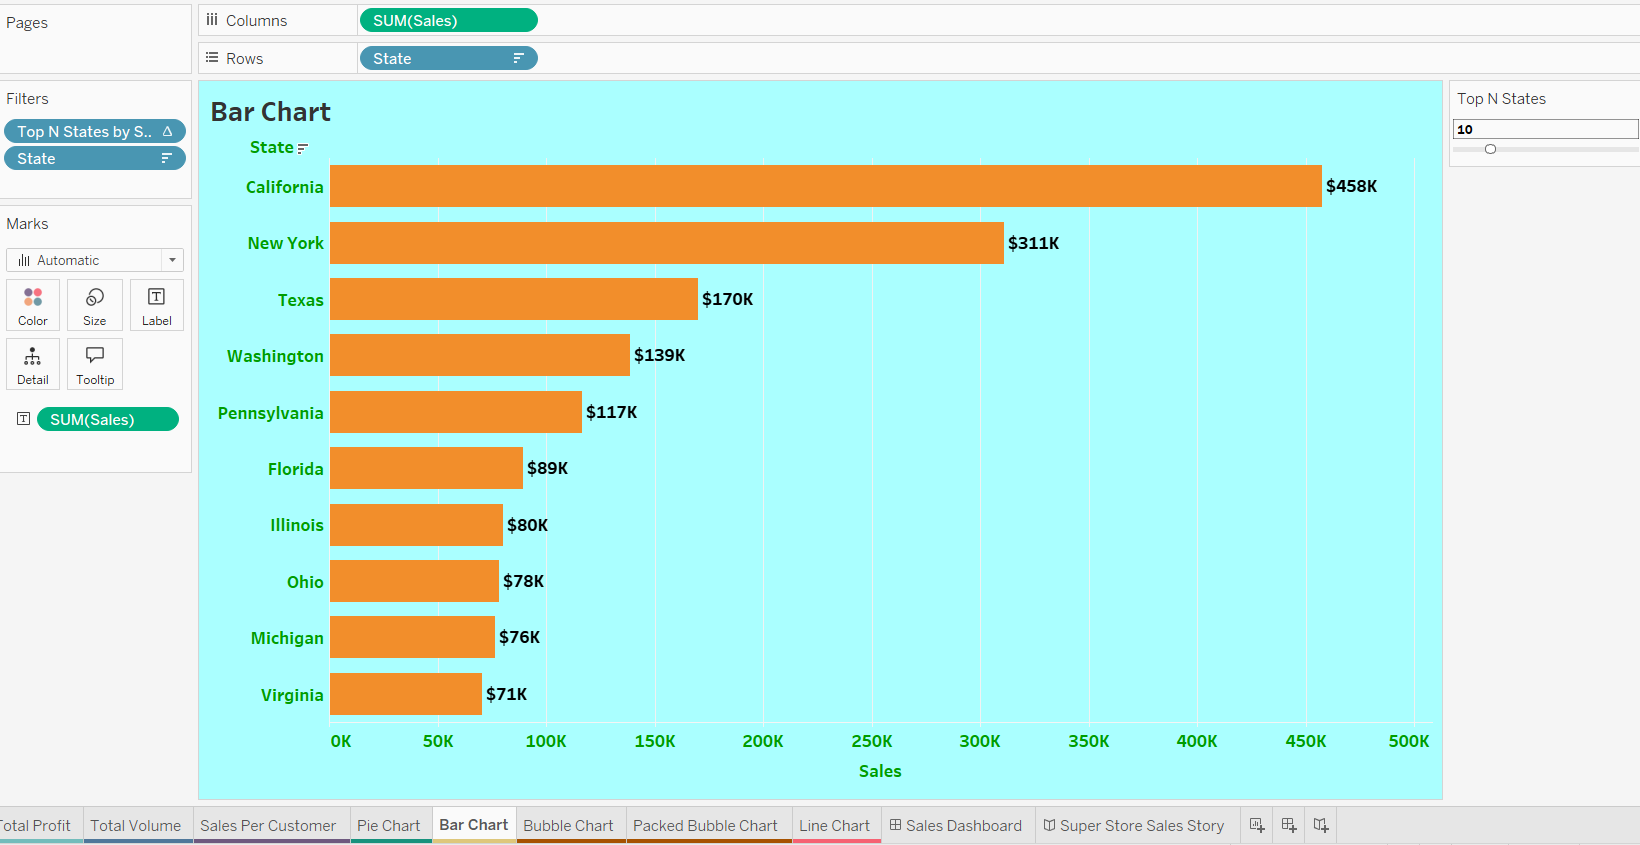 Pages
Columns
SUM(Sales)
Rows
State
Filters
Top N States by S..
State
Marks
Automatic
Color
Size
Label
Detail
Tooltip
SUM(Sales)
Bar Chart
State
California
$458K
New York
$311K
Texas
$170K
Washington
$139K
Pennsylvania
$117K
Florida
$89K
Illinois
$80K
Ohio
$78K
Michigan
$76K
Virginia
$71K
0K 50K 100K 150K 200K 250K 300K 350K 400K 450K 500K
Sales
Top N States
10
otal Profit Total Volume Sales Per Customer Pie Chart Bar Chart Bubble Chart Packed Bubble Chart Line Chart Sales Dashboard Super Store Sales Story